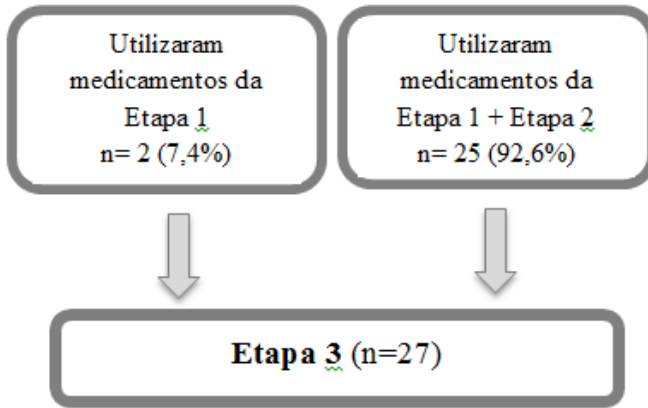 Utilizaram
medicamentos da
Etapa 1
n= 2 (7,4%)
Utilizaram
medicamentos da
Etapa 1 + Etapa 2
n= 25 (92,6%)
Etapa 3 (n=27)